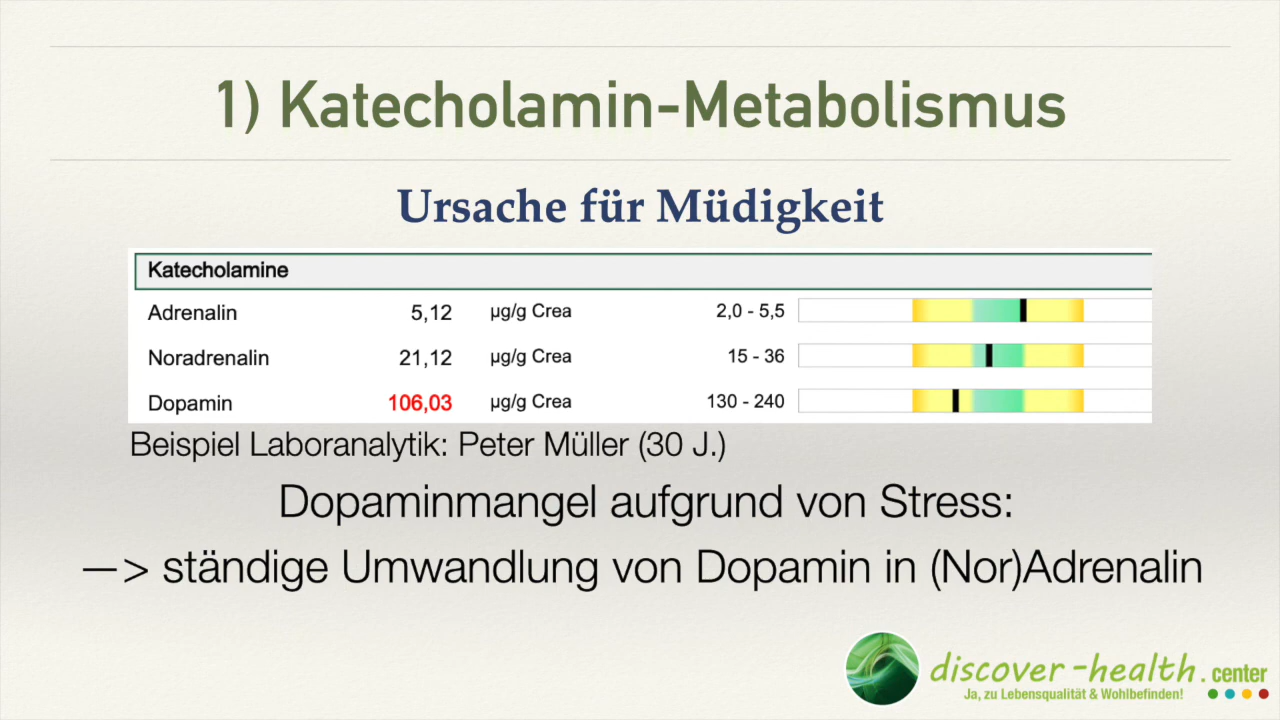 1) Katecholamin-Metabolismus
Ursache für Müdigkeit
Katecholamine
Adrenalin 5,12 µg/g Crea 2,0 - 5,5
Noradrenalin 21,12 µg/g Crea 15 - 36
Dopamin 106,03 µg/g Crea 130 - 240
Beispiel Laboranalytik: Peter Müller (30 J.)
Dopaminmangel aufgrund von Stress:
—> ständige Umwandlung von Dopamin in (Nor)Adrenalin
discover-health.center
Ja, zu Lebensqualität & Wohlbefinden!